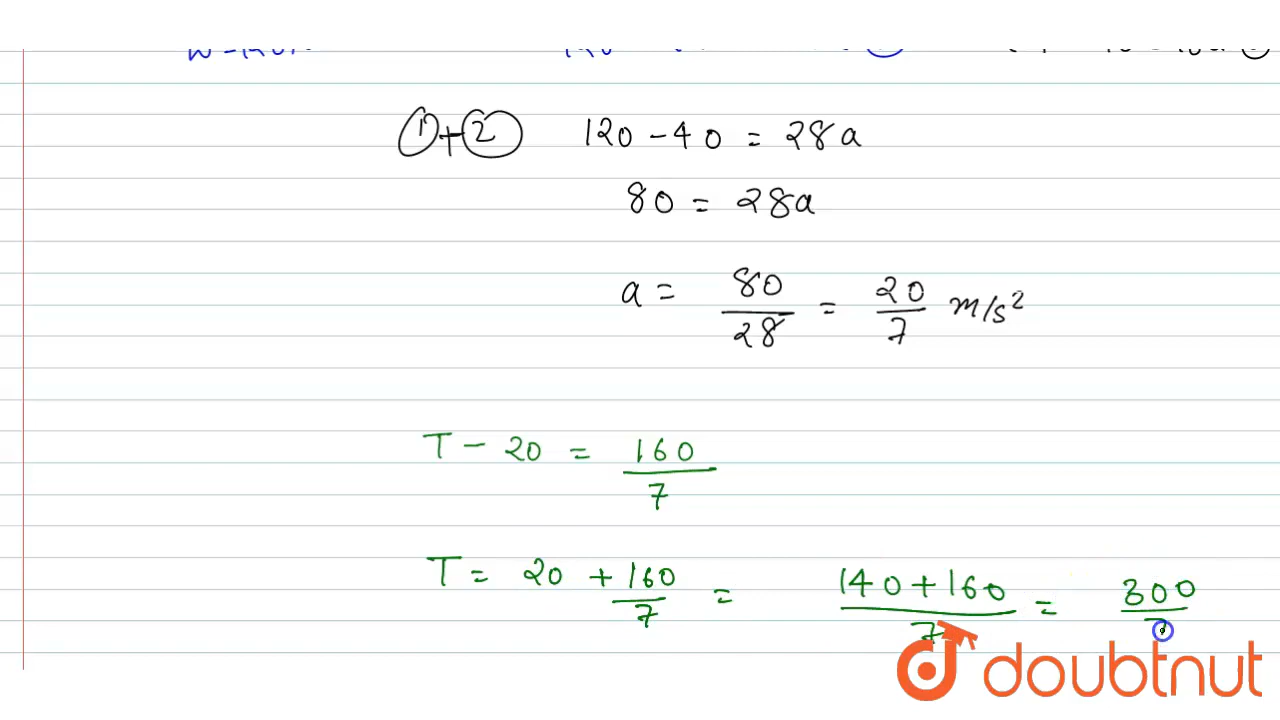 ①+② 120 - 40 = 28a
80 = 28a
a = 80/28 = 20/7 m/s²
T - 20 = 160/7
T = 20 + 160/7 = 140+160/7 = 300/7
doubtnut